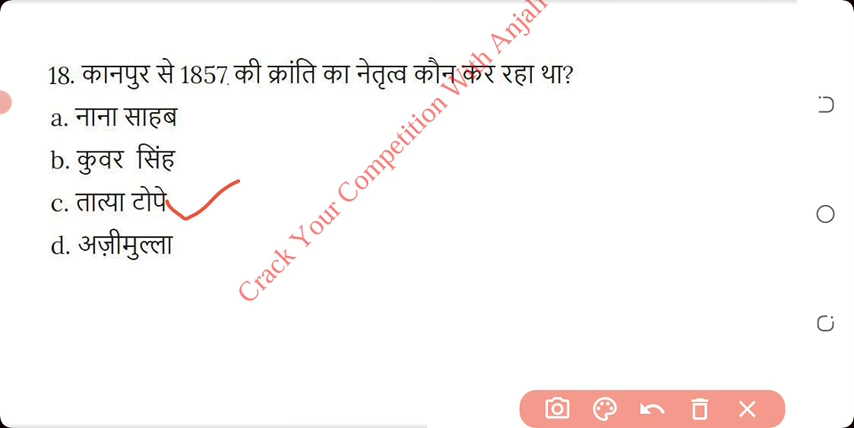 18. कानपुर से 1857 की क्रांति का नेतृत्व कौन कर रहा था?
a. नाना साहब
b. कुवर सिंह
c. तात्या टोपे
d. अज़ीमुल्ला
Crack Your Competition With Anjali